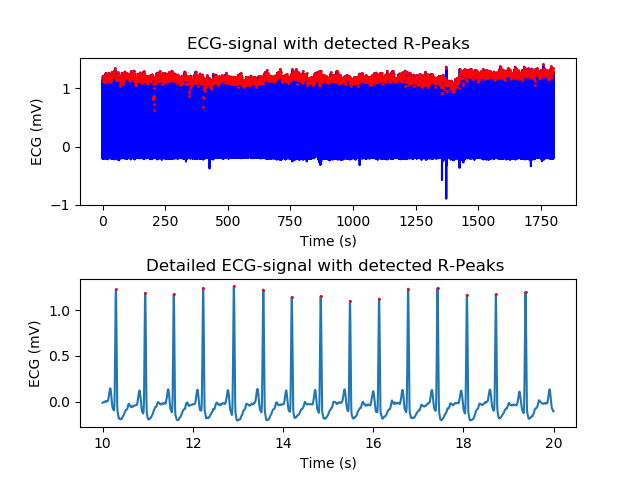 ECG-signal with detected R-Peaks
1
0
−1
ECG (mV)
0 250 500 750 1000 1250 1500 1750
Time (s)
Detailed ECG-signal with detected R-Peaks
1.0
0.5
0.0
ECG (mV)
10 12 14 16 18 20
Time (s)